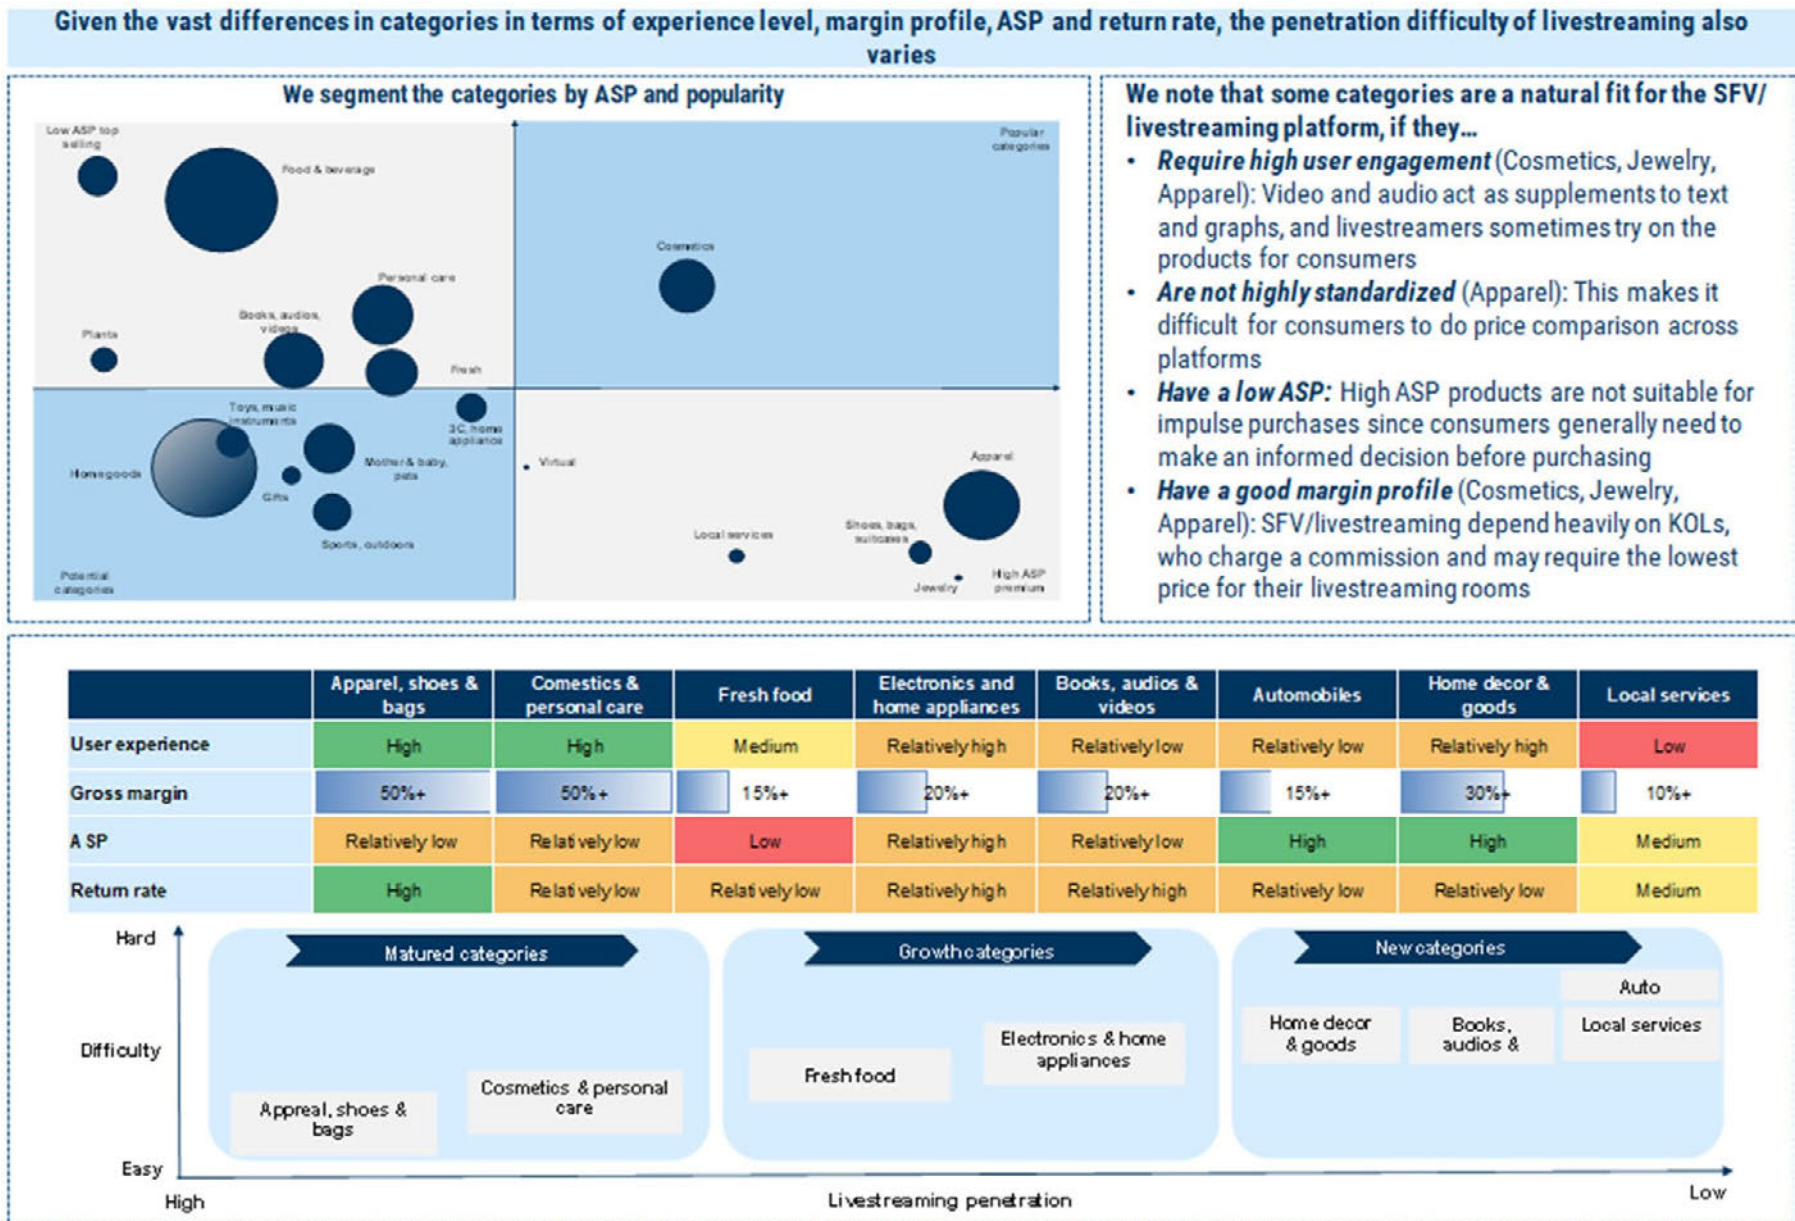 Given the vast differences in categories in terms of experience level, margin profile, ASP and return rate, the penetration difficulty of livestreaming also
varies
We segment the categories by ASP and popularity
Low ASP top
selling
Food & beverage
Popular
categories
Cosmetics
Personal care
Books, audios,
videos
Plants
Fresh
Toys, music
instruments
3C, home
appliance
Homegoods
Mother & baby,
pets
Gifts
Virtual
Apparel
Sports, outdoors
Local services
Shoes, bags,
suitcases
Potential
categories
Jewelry
High ASP
premium
We note that some categories are a natural fit for the SFV/
livestreaming platform, if they...
• Require high user engagement (Cosmetics, Jewelry,
Apparel): Video and audio act as supplements to text
and graphs, and livestreamers sometimes try on the
products for consumers
• Are not highly standardized (Apparel): This makes it
difficult for consumers to do price comparison across
platforms
• Have a low ASP: High ASP products are not suitable for
impulse purchases since consumers generally need to
make an informed decision before purchasing
• Have a good margin profile (Cosmetics, Jewelry,
Apparel): SFV/livestreaming depend heavily on KOLs,
who charge a commission and may require the lowest
price for their livestreaming rooms
Apparel, shoes &
bags
Comestics &
personal care
Fresh food
Electronics and
home appliances
Books, audios &
videos
Automobiles
Home decor &
goods
Local services
User experience High High Medium Relatively high Relatively low Relatively low Relatively high Low
Gross margin 50%+ 50%+ 15%+ 20%+ 20%+ 15%+ 30%+ 10%+
ASP Relatively low Relatively low Low Relatively high Relatively low High High Medium
Return rate High Relatively low Relatively low Relatively high Relatively high Relatively low Relatively low Medium
Hard
Difficulty
Easy
Matured categories
Appreal, shoes &
bags
Cosmetics & personal
care
Growth categories
Fresh food
Electronics & home
appliances
New categories
Home decor
& goods
Books,
audios &
Auto
Local services
High
Livestreaming penetration
Low